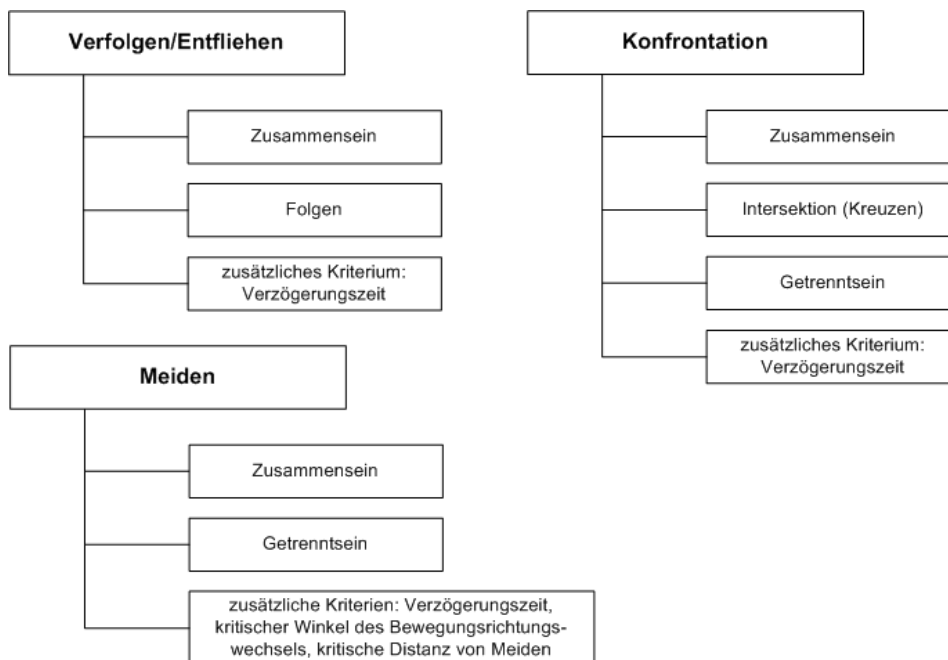 Verfolgen/Entfliehen
Zusammensein
Folgen
zusätzliches Kriterium:
Verzögerungszeit
Konfrontation
Zusammensein
Intersektion (Kreuzen)
Getrenntsein
zusätzliches Kriterium:
Verzögerungszeit
Meiden
Zusammensein
Getrenntsein
zusätzliche Kriterien: Verzögerungszeit,
kritischer Winkel des Bewegungsrichtungs-
wechsels, kritische Distanz von Meiden